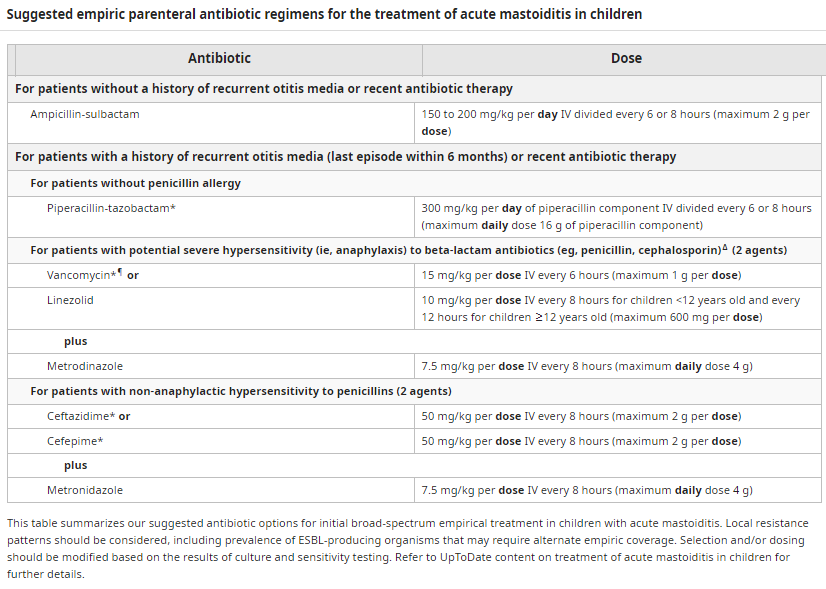 Suggested empiric parenteral antibiotic regimens for the treatment of acute mastoiditis in children
Antibiotic Dose
For patients without a history of recurrent otitis media or recent antibiotic therapy
Ampicillin-sulbactam 150 to 200 mg/kg per day IV divided every 6 or 8 hours (maximum 2 g per
dose)
For patients with a history of recurrent otitis media (last episode within 6 months) or recent antibiotic therapy
For patients without penicillin allergy
Piperacillin-tazobactam* 300 mg/kg per day of piperacillin component IV divided every 6 or 8 hours
(maximum daily dose 16 g of piperacillin component)
For patients with potential severe hypersensitivity (ie, anaphylaxis) to beta-lactam antibiotics (eg, penicillin, cephalosporin)Δ (2 agents)
Vancomycin*¶ or 15 mg/kg per dose IV every 6 hours (maximum 1 g per dose)
Linezolid 10 mg/kg per dose IV every 8 hours for children <12 years old and every
12 hours for children ≥12 years old (maximum 600 mg per dose)
plus
Metrodinazole 7.5 mg/kg per dose IV every 8 hours (maximum daily dose 4 g)
For patients with non-anaphylactic hypersensitivity to penicillins (2 agents)
Ceftazidime* or 50 mg/kg per dose IV every 8 hours (maximum 2 g per dose)
Cefepime* 50 mg/kg per dose IV every 8 hours (maximum 2 g per dose)
plus
Metronidazole 7.5 mg/kg per dose IV every 8 hours (maximum daily dose 4 g)
This table summarizes our suggested antibiotic options for initial broad-spectrum empirical treatment in children with acute mastoiditis. Local resistance
patterns should be considered, including prevalence of ESBL-producing organisms that may require alternate empiric coverage. Selection and/or dosing
should be modified based on the results of culture and sensitivity testing. Refer to UpToDate content on treatment of acute mastoiditis in children for
further details.